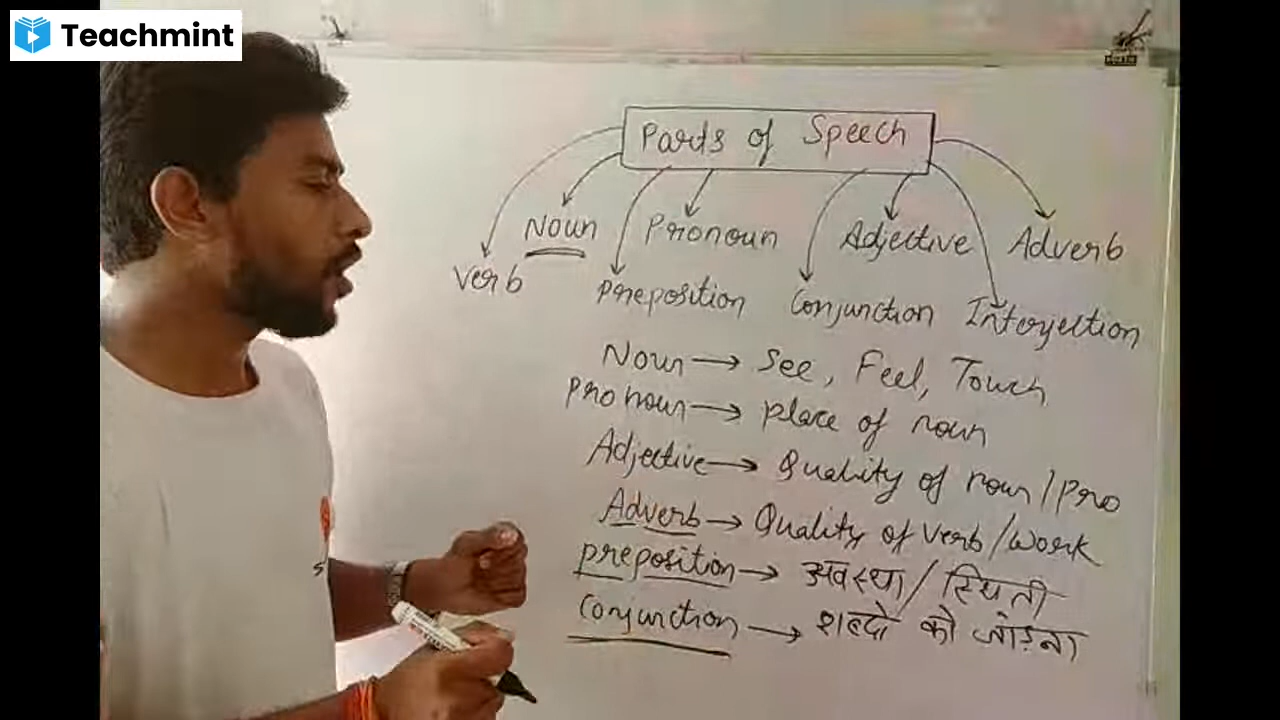 Teachmint
Parts of Speech
Noun Pronoun Adjective Adverb
Verb Preposition Conjunction Interjection
Noun → See, Feel, Touch
Pronoun → place of noun
Adjective → Quality of noun/Pro
Adverb → Quality of Verb/Work
preposition → अवस्था/स्थिती
Conjunction → शब्दो को जोड़ना